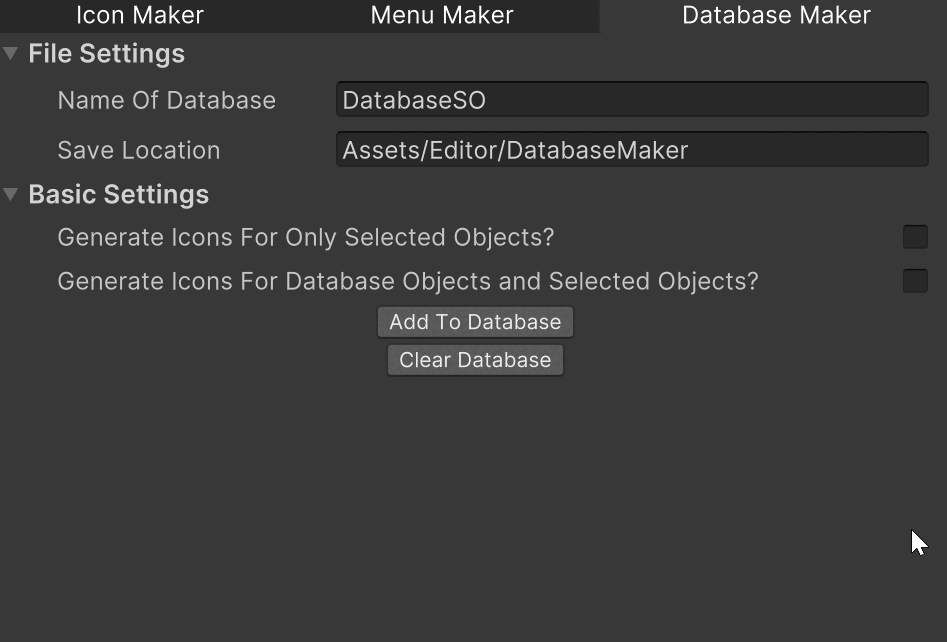 Icon Maker Menu Maker Database Maker
File Settings
Name Of Database DatabaseSO
Save Location Assets/Editor/DatabaseMaker
Basic Settings
Generate Icons For Only Selected Objects?
Generate Icons For Database Objects and Selected Objects?
Add To Database
Clear Database